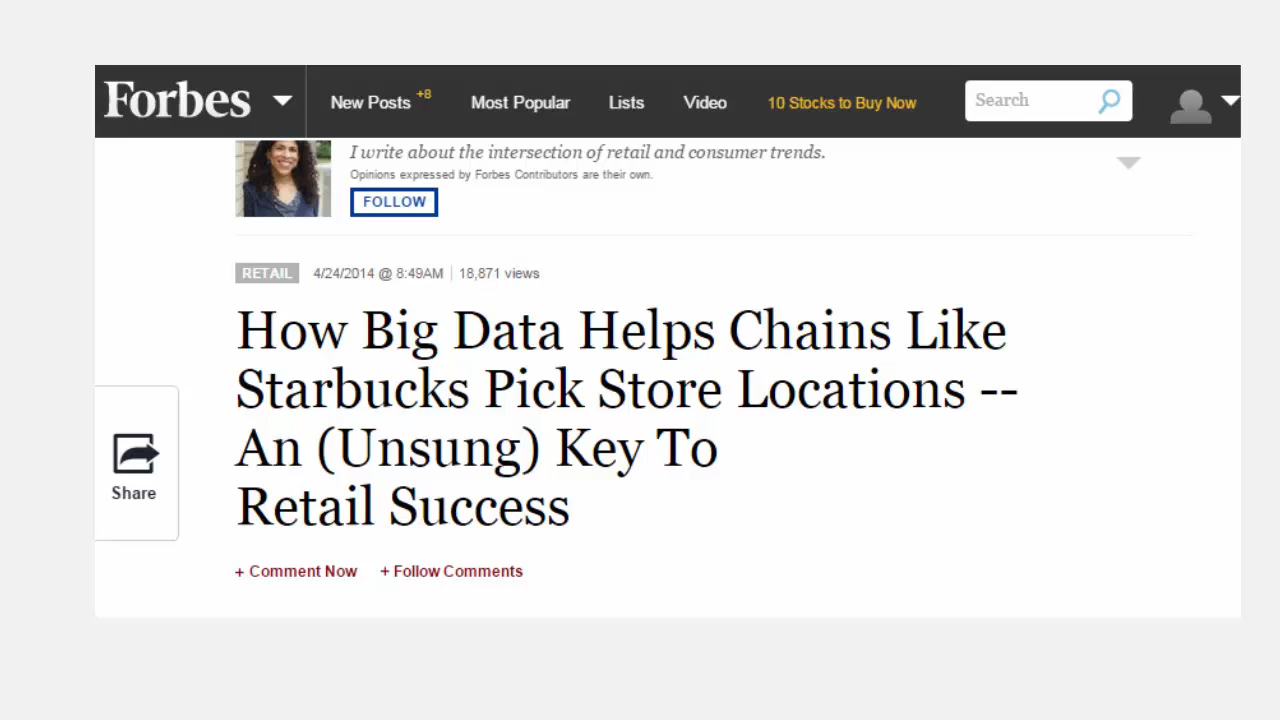 Forbes
New Posts +8
Most Popular
Lists
Video
10 Stocks to Buy Now
Search
I write about the intersection of retail and consumer trends.
Opinions expressed by Forbes Contributors are their own.
FOLLOW
RETAIL 4/24/2014 @ 8:49AM 18,871 views
How Big Data Helps Chains Like
Starbucks Pick Store Locations --
An (Unsung) Key To
Retail Success
Share
+ Comment Now + Follow Comments